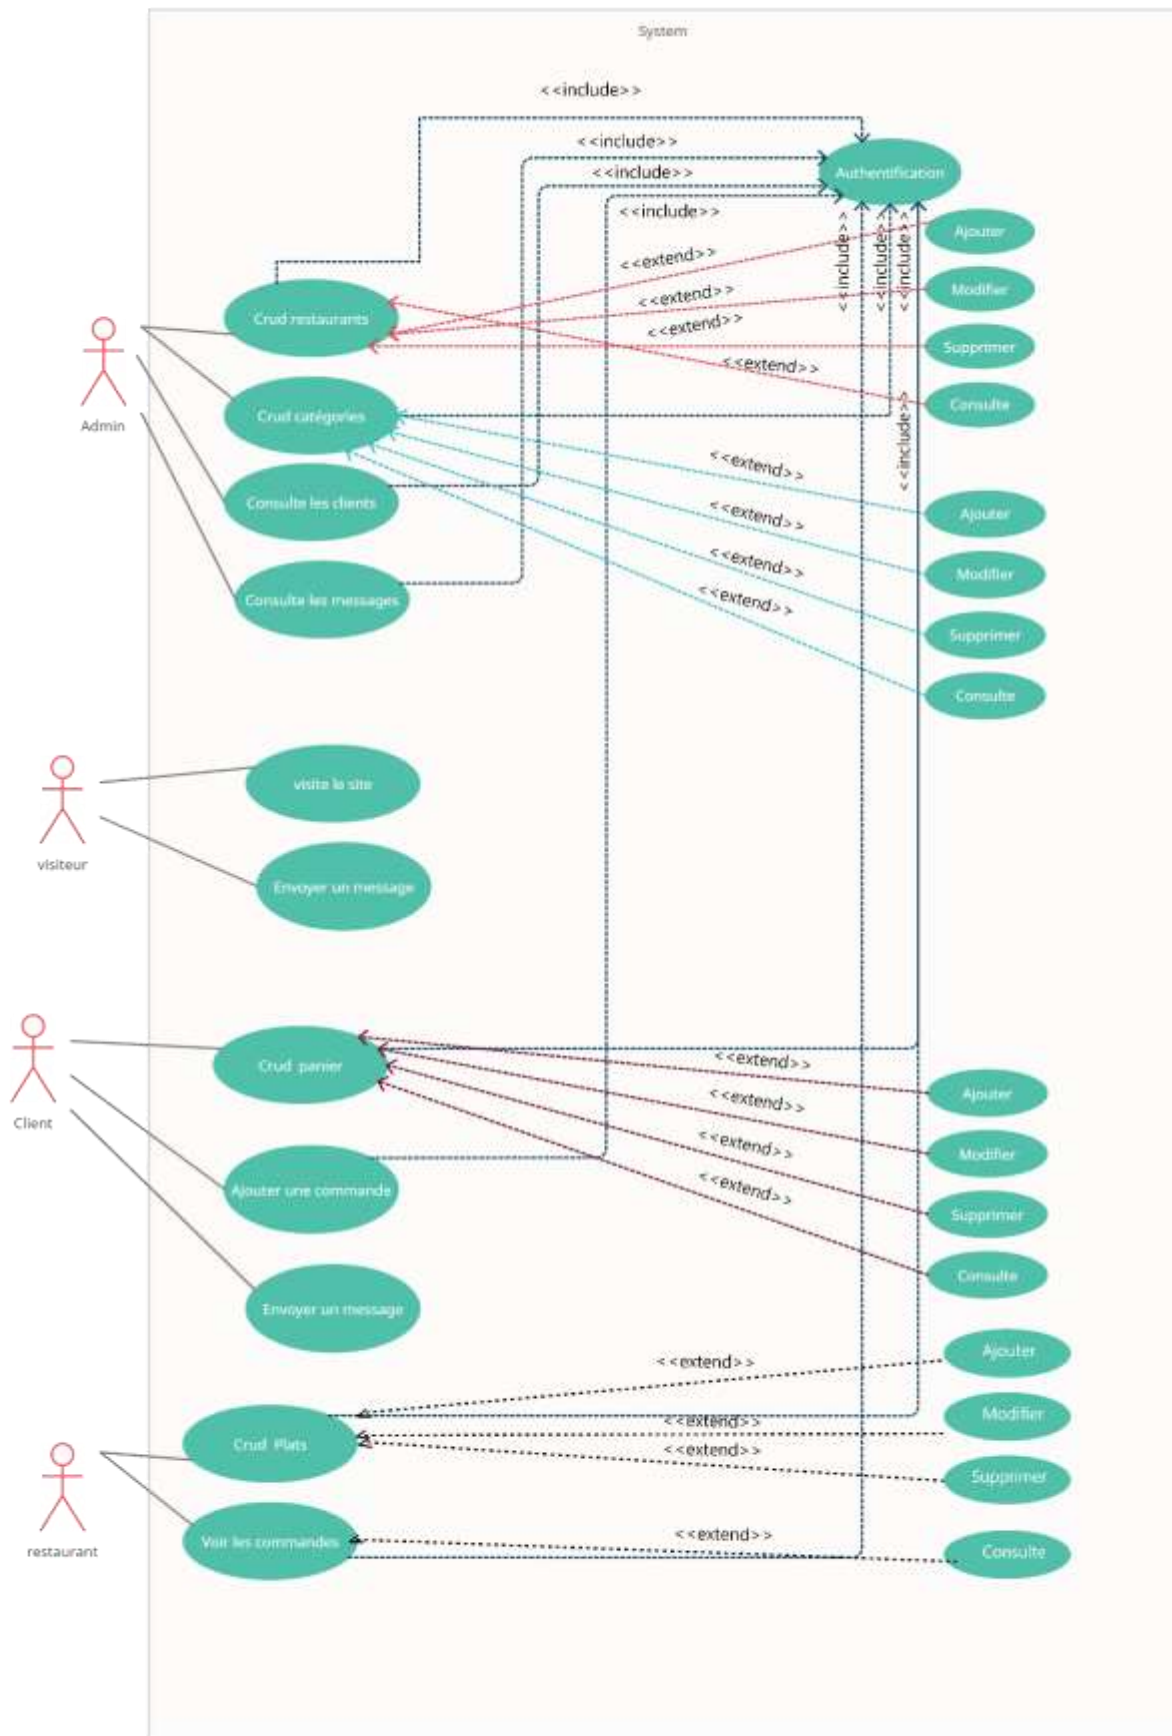 System
<<include>>
<<include>>
<<include>>
<<include>>
Authentification
<<include>>
<<include>>
<<include>>
<<include>>
Ajouter
Modifier
Supprimer
Consulte
<<extend>>
<<extend>>
<<extend>>
<<extend>>
Crud restaurants
Admin
Crud catégories
Consulte les clients
Consulte les messages
<<extend>>
<<extend>>
<<extend>>
<<extend>>
Ajouter
Modifier
Supprimer
Consulte
visite le site
visiteur
Envoyer un message
Client
Crud panier
Ajouter une commande
Envoyer un message
<<extend>>
<<extend>>
<<extend>>
<<extend>>
Ajouter
Modifier
Supprimer
Consulte
Ajouter
Modifier
Supprimer
Consulte
<<extend>>
<<extend>>
<<extend>>
<<extend>>
Crud Plats
restaurant
Voir les commandes